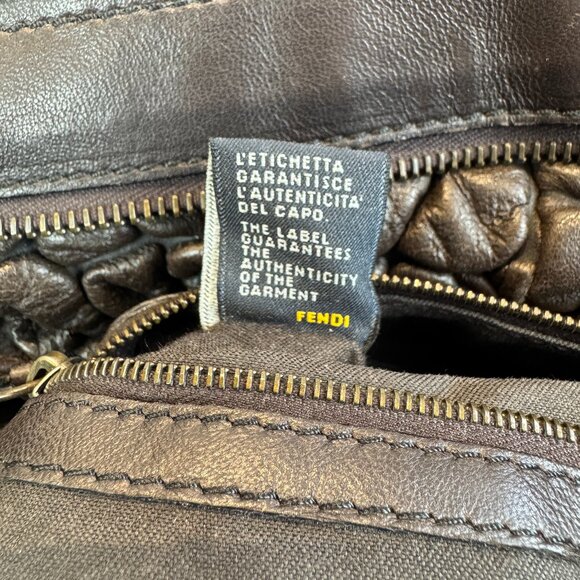 L'ETICHETTA
GARANTISCE
L'AUTENTICITA'
DEL CAPO.
THE LABEL
GUARANTEES
THE
AUTHENTICITY
OF THE
GARMENT
FENDI